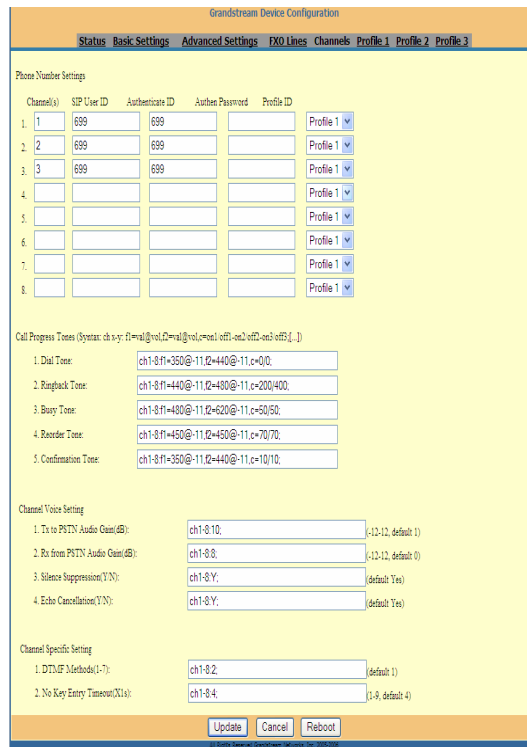 Grandstream Device Configuration
Status Basic Settings Advanced Settings FXO Lines Channels Profile 1 Profile 2 Profile 3
Phone Number Settings
Channel(s) SIP User ID Authenticate ID Authen Password Profile ID
1. 1 699 699 Profile 1
2. 2 699 699 Profile 1
3. 3 699 699 Profile 1
4. Profile 1
5. Profile 1
6. Profile 1
7. Profile 1
8. Profile 1
Call Progress Tones (Syntax: ch x-y: f1=val@vol,f2=val@vol,c=on1/off1-on2/off2-on3/off3;[...])
1. Dial Tone: ch1-8:f1=350@-11,f2=440@-11,c=0/0;
2. Ringback Tone: ch1-8:f1=440@-11,f2=480@-11,c=200/400;
3. Busy Tone: ch1-8:f1=480@-11,f2=620@-11,c=50/50;
4. Reorder Tone: ch1-8:f1=450@-11,f2=450@-11,c=70/70;
5. Confirmation Tone: ch1-8:f1=350@-11,f2=440@-11,c=10/10;
Channel Voice Setting
1. Tx to PSTN Audio Gain(dB): ch1-8:10; (-12-12, default 1)
2. Rx from PSTN Audio Gain(dB): ch1-8:8; (-12-12, default 0)
3. Silence Suppression(Y/N): ch1-8:Y; (default Yes)
4. Echo Cancellation(Y/N): ch1-8:Y; (default Yes)
Channel Specific Setting
1. DTMF Methods(1-7): ch1-8:2; (default 1)
2. No Key Entry Timeout(X1s): ch1-8:4; (1-9, default 4)
Update Cancel Reboot
All Rights Reserved Grandstream Networks, Inc. 2005-2006